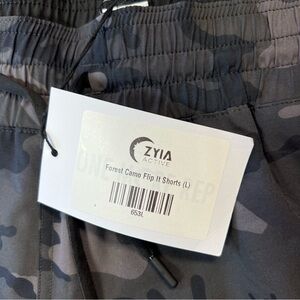 ZYIA
ACTIVE
Forest Camo Flip It Shorts (L)
653L